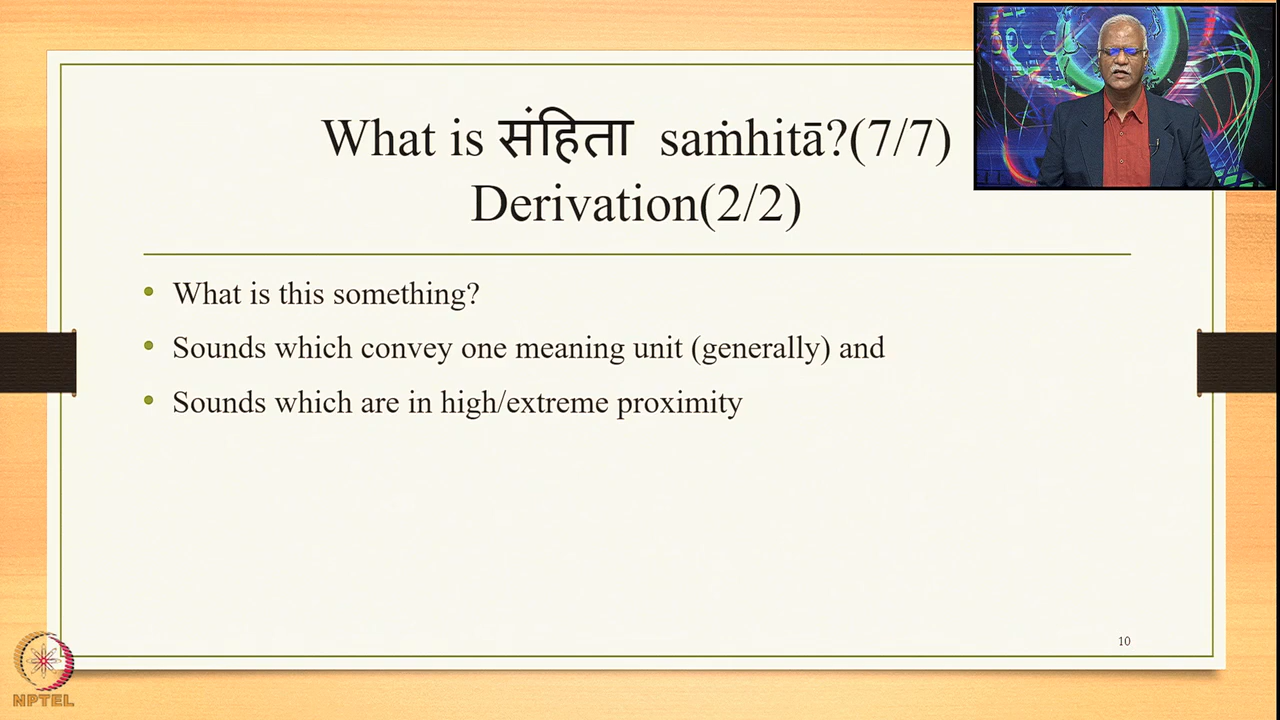 What is संहिता saṁhitā?(7/7)
Derivation(2/2)
What is this something?
Sounds which convey one meaning unit (generally) and
Sounds which are in high/extreme proximity
10
NPTEL